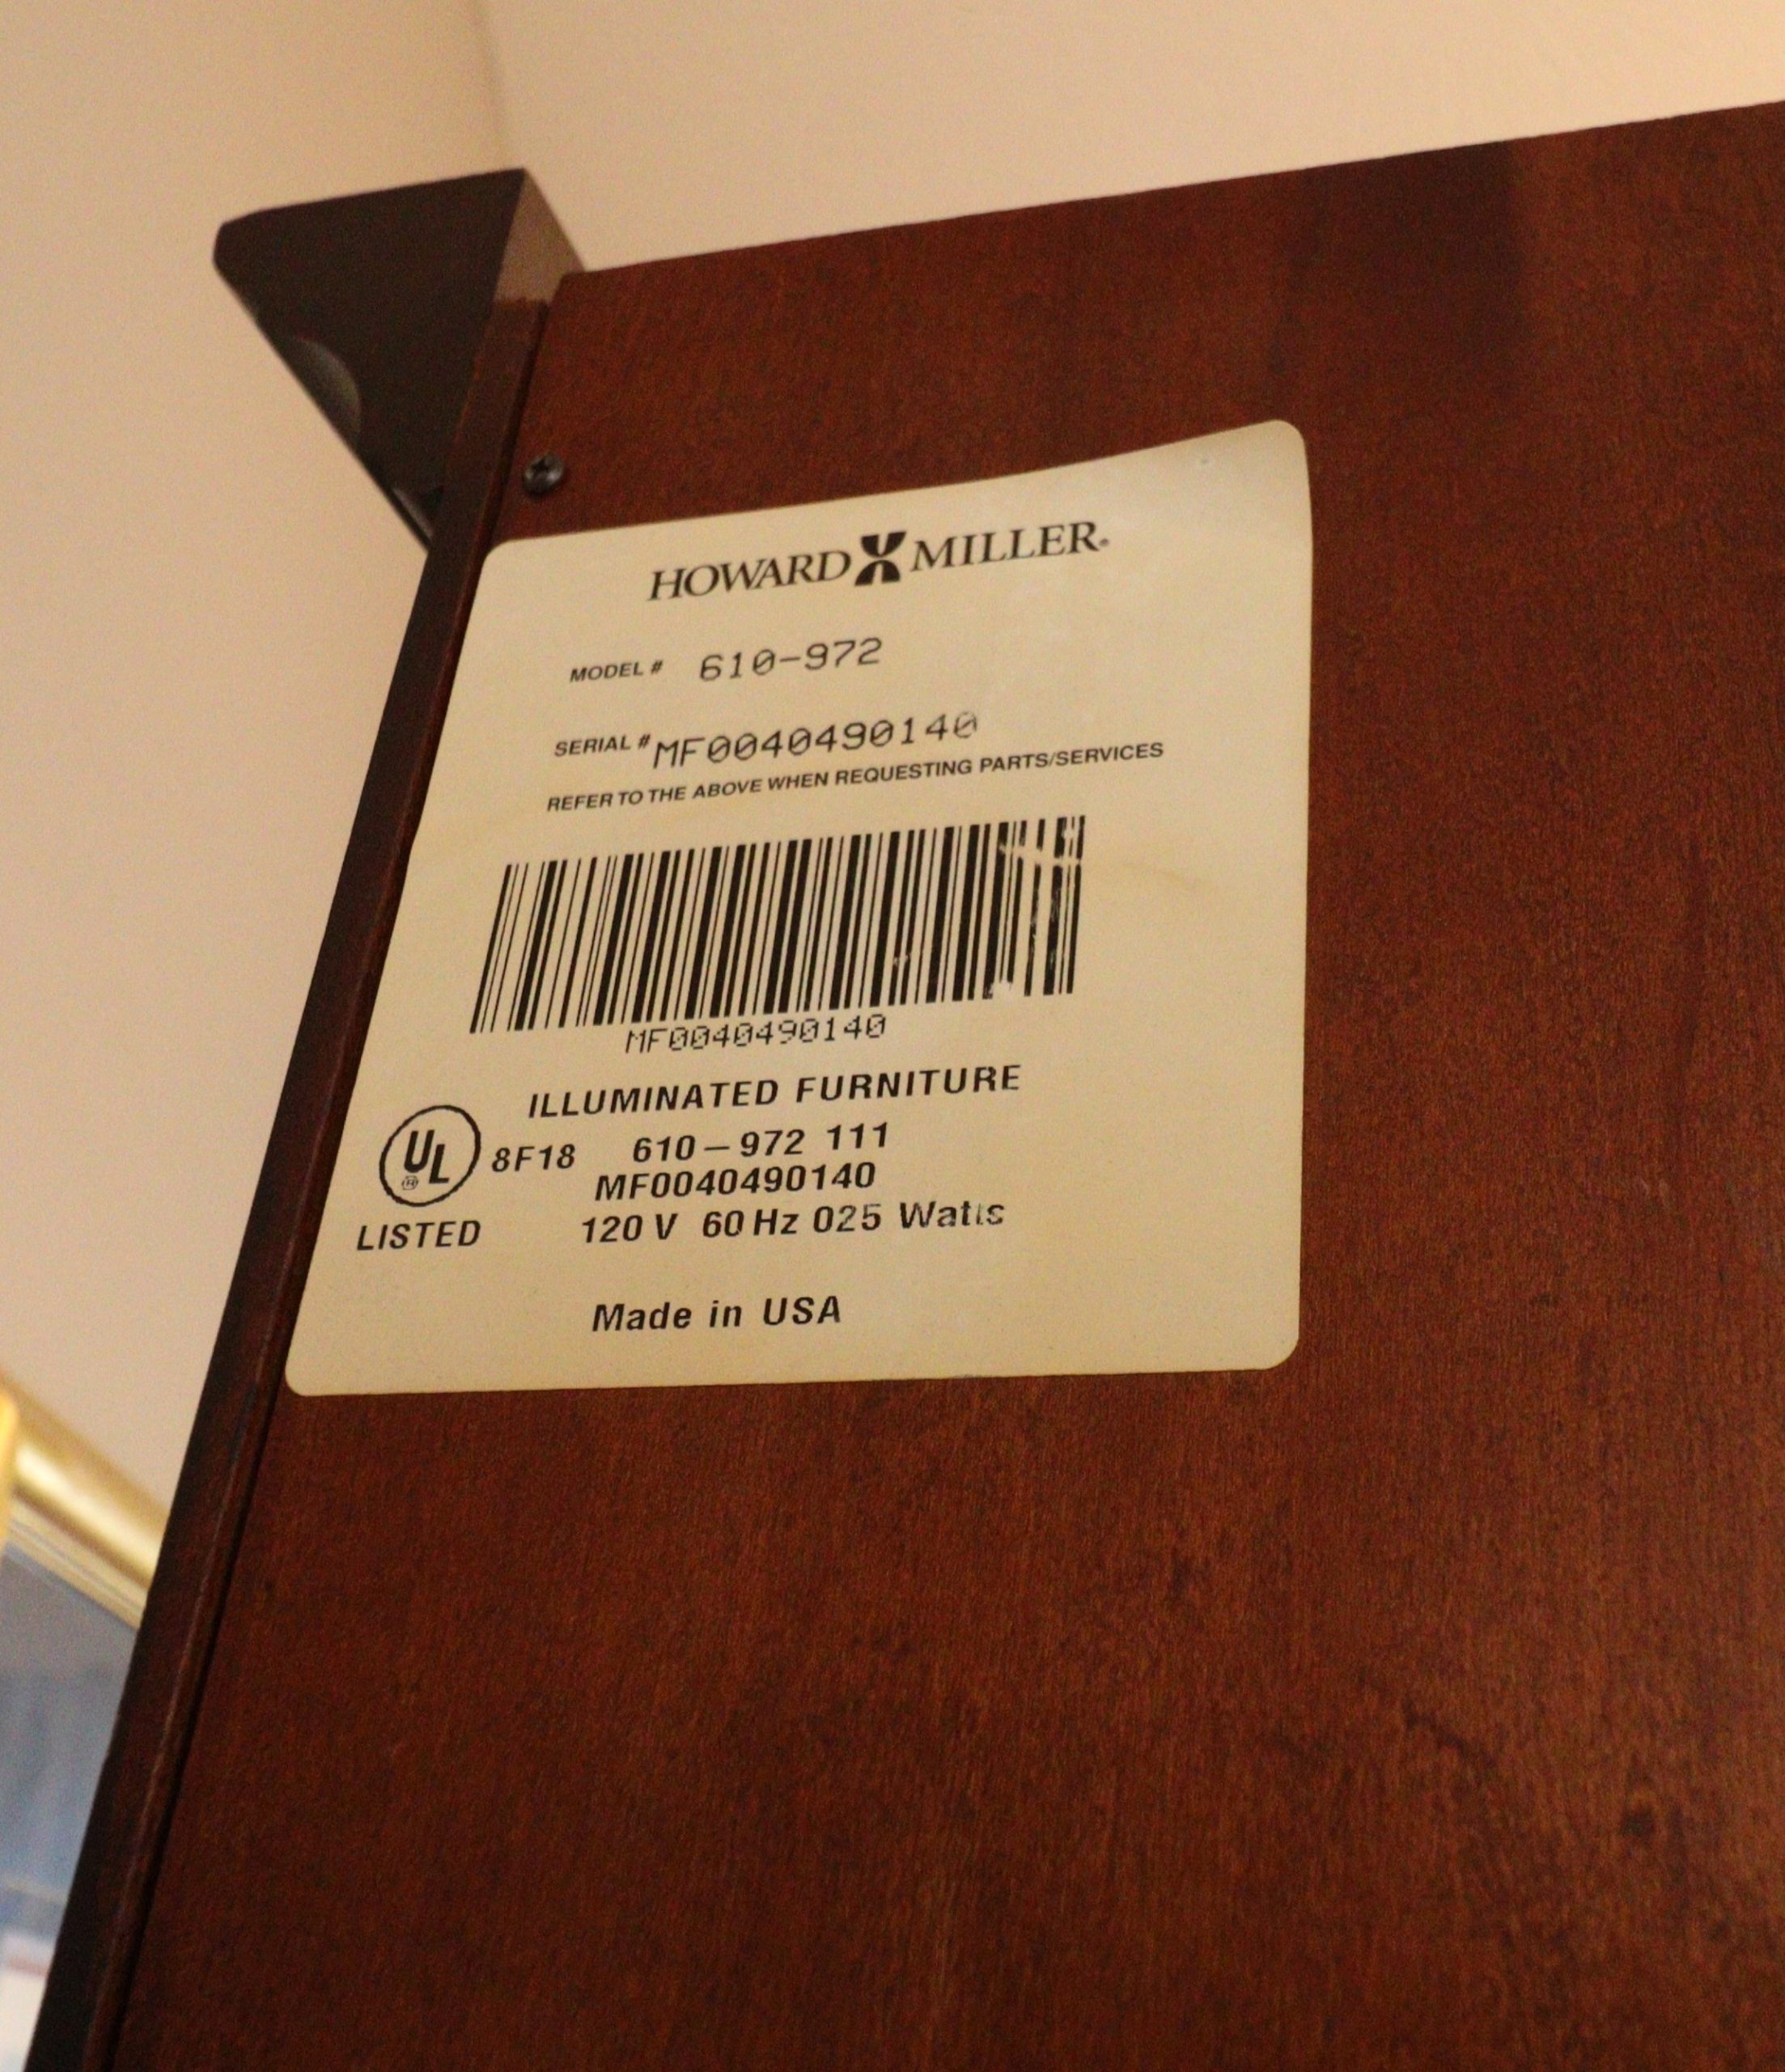 HOWARD MILLER®
MODEL # 610-972
SERIAL # MF0040490140
REFER TO THE ABOVE WHEN REQUESTING PARTS/SERVICES
MF0040490140
ILLUMINATED FURNITURE
UL® 8F18 610-972 111
MF0040490140
LISTED 120 V 60 Hz 025 Watts
Made in USA